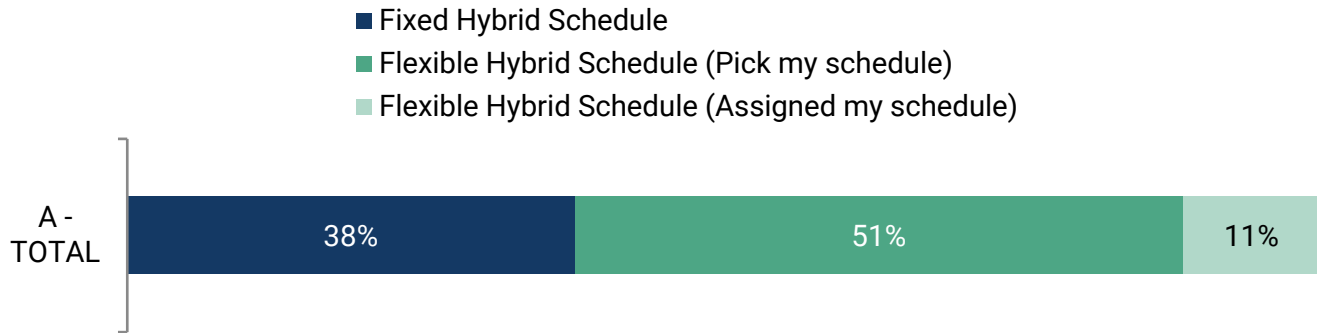 Fixed Hybrid Schedule
Flexible Hybrid Schedule (Pick my schedule)
Flexible Hybrid Schedule (Assigned my schedule)
A -
TOTAL
38%
51%
11%